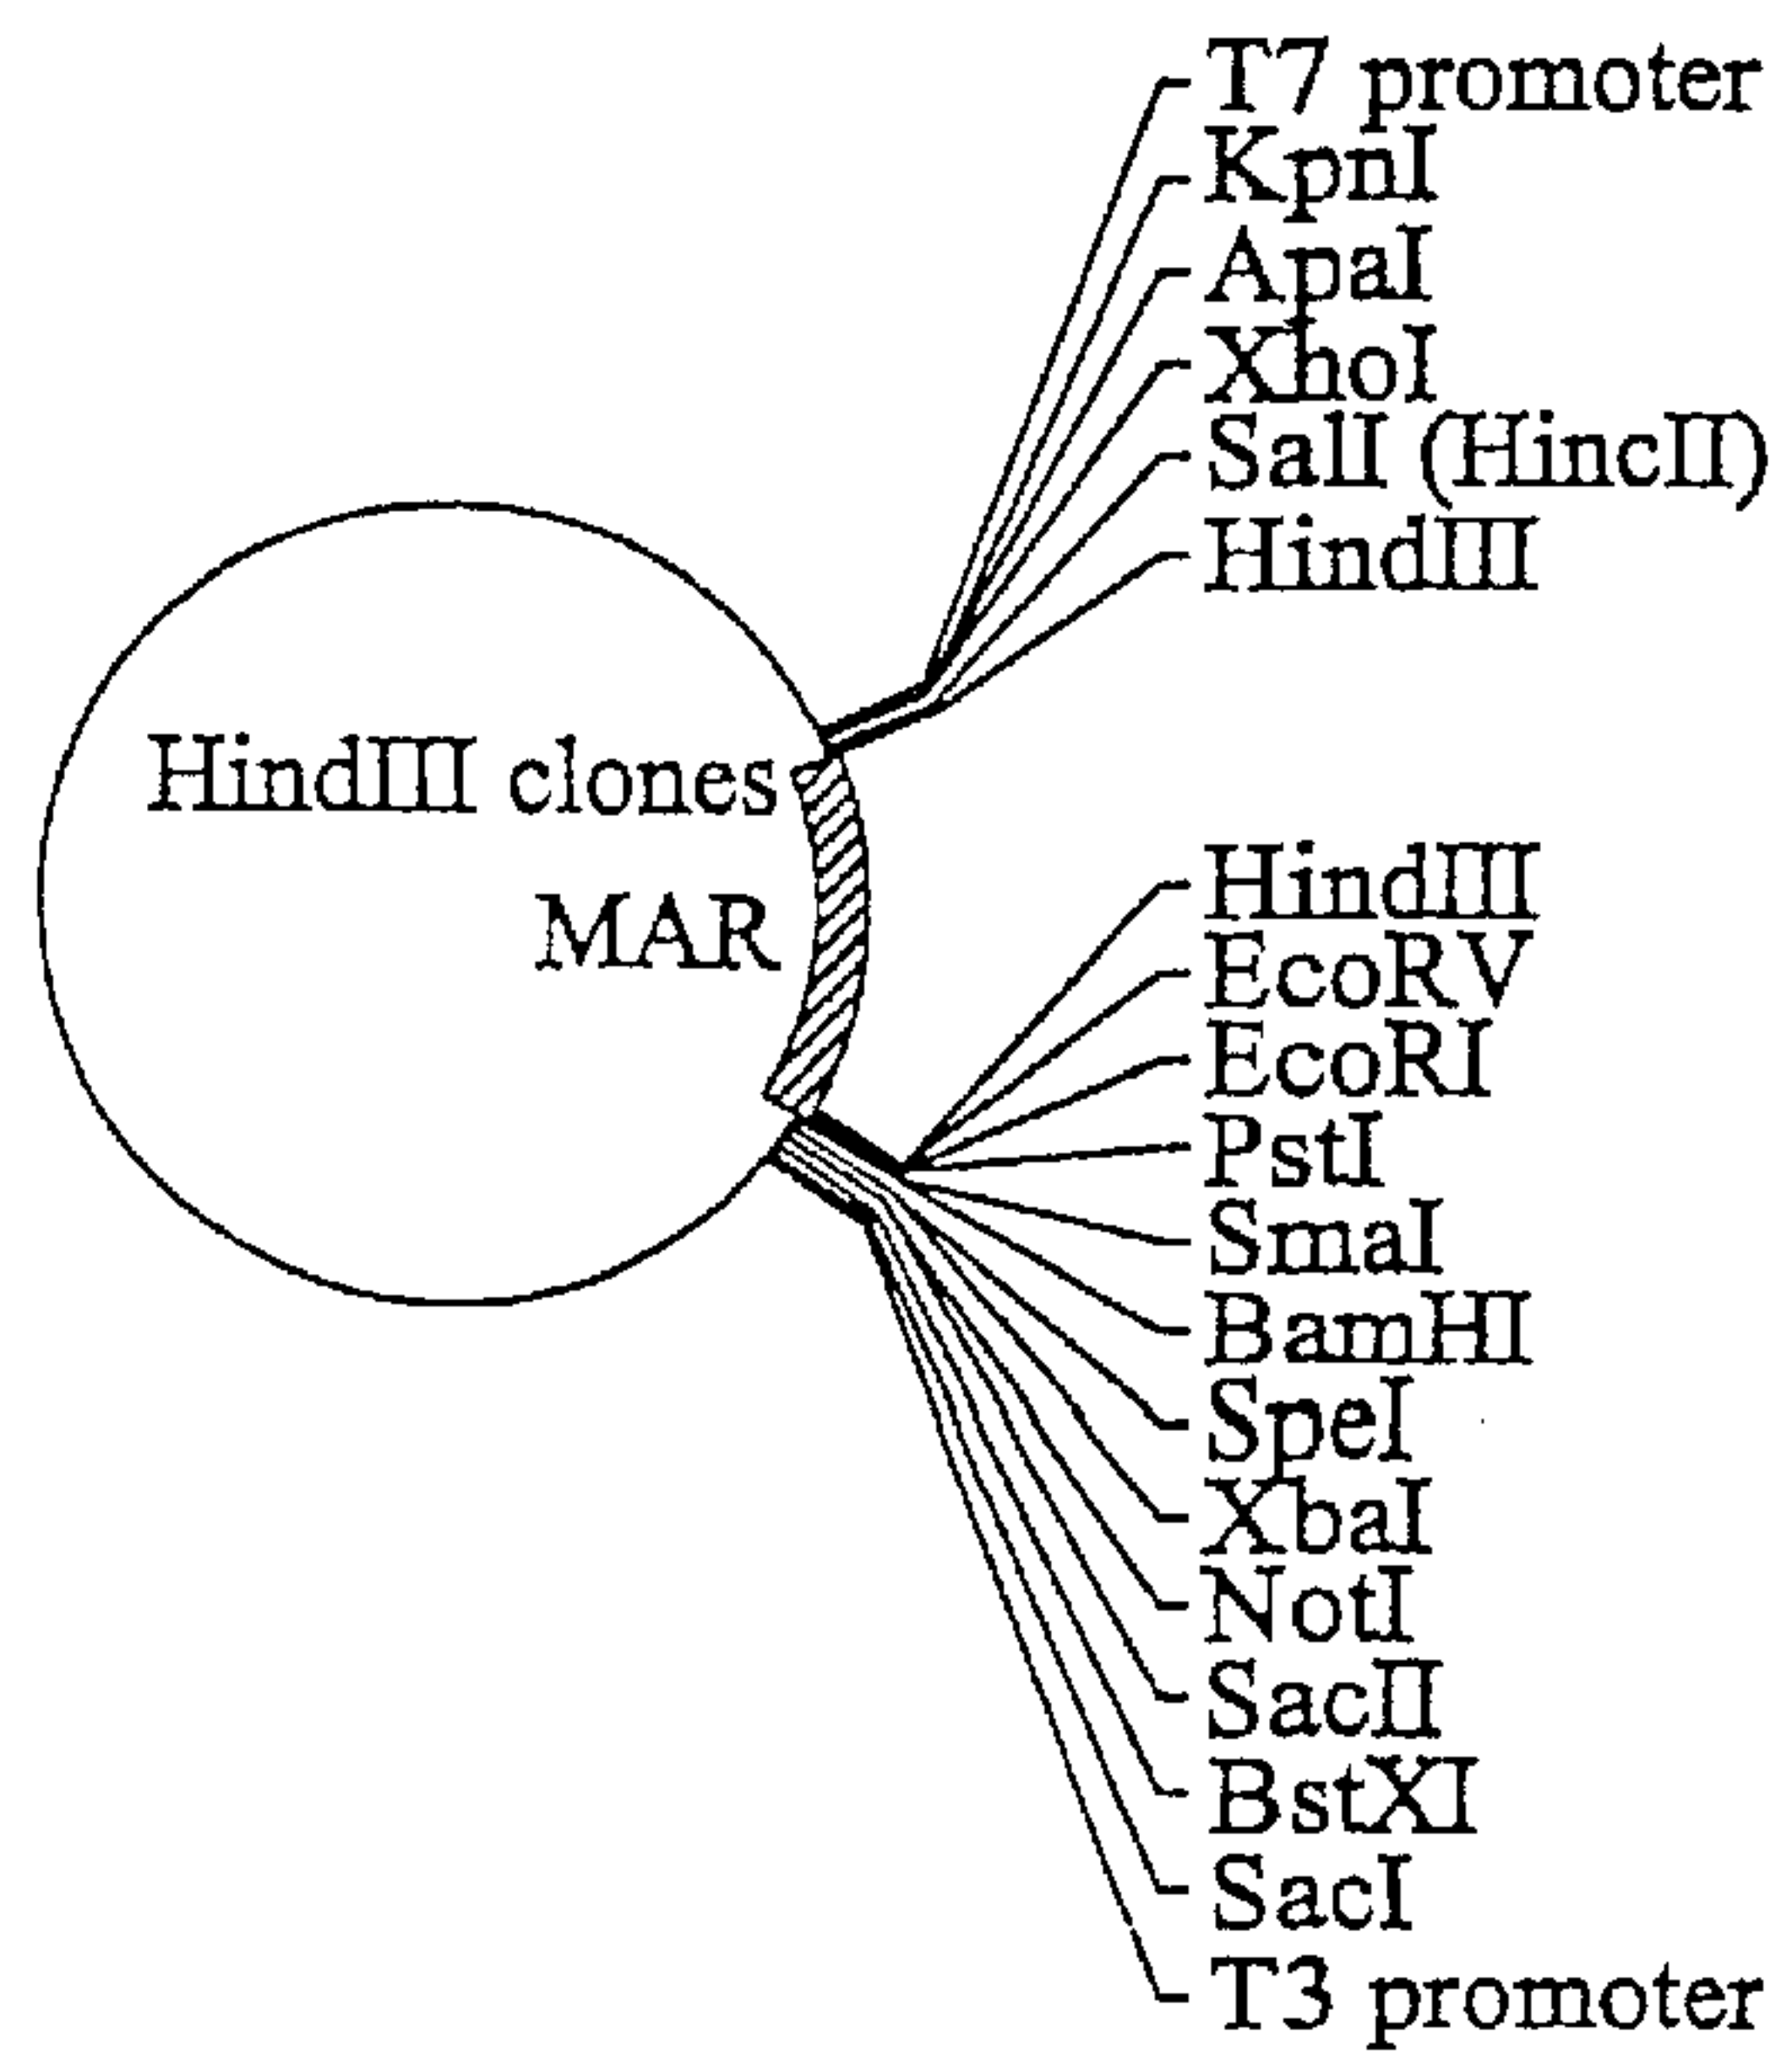 T7 promoter
KpnI
ApaI
XhoI
SalI (HincII)
HindIII
HindIII clones
MAR
HindIII
EcoRV
EcoRI
PstI
SmaI
BamHI
SpeI
XbaI
NotI
SacII
BstXI
SacI
T3 promoter